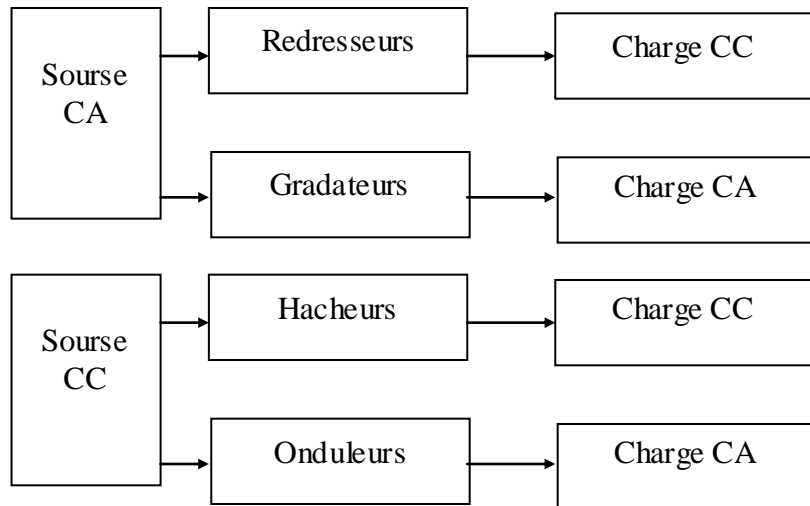 Sourse
CA
Redresseurs
Charge CC
Gradateurs
Charge CA
Sourse
CC
Hacheurs
Charge CC
Onduleurs
Charge CA